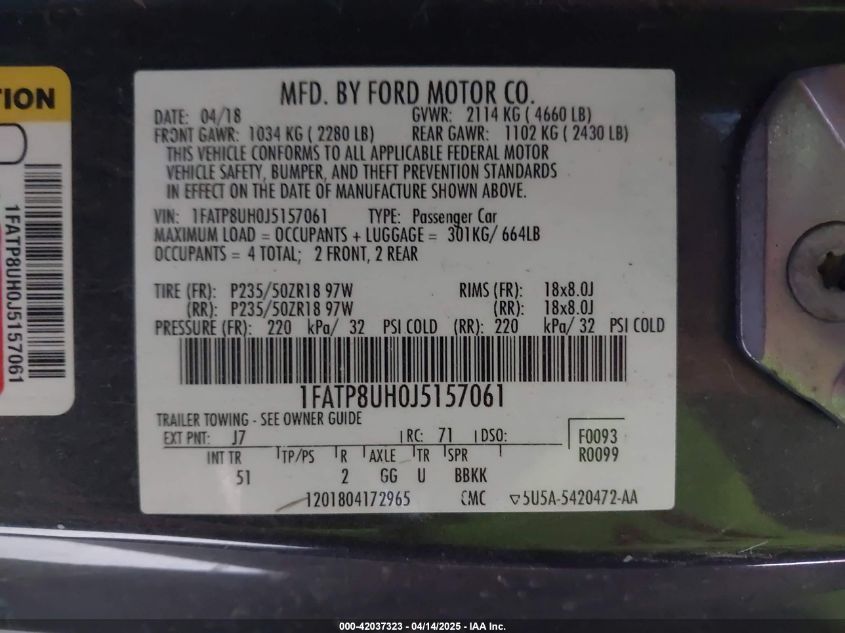 TION
1FATP8UH0J5157061
MFD. BY FORD MOTOR CO.
DATE: 04/18 GVWR: 2114 KG ( 4660 LB)
FRONT GAWR: 1034 KG ( 2280 LB) REAR GAWR: 1102 KG ( 2430 LB)
THIS VEHICLE CONFORMS TO ALL APPLICABLE FEDERAL MOTOR
VEHICLE SAFETY, BUMPER, AND THEFT PREVENTION STANDARDS
IN EFFECT ON THE DATE OF MANUFACTURE SHOWN ABOVE.
VIN: 1FATP8UH0J5157061 TYPE: Passenger Car
MAXIMUM LOAD = OCCUPANTS + LUGGAGE = 301KG/ 664LB
OCCUPANTS = 4 TOTAL; 2 FRONT, 2 REAR
TIRE (FR): P235/50ZR18 97W RIMS (FR): 18x8.0J
(RR): P235/50ZR18 97W (RR): 18x8.0J
PRESSURE (FR): 220 kPa/ 32 PSI COLD (RR): 220 kPa/ 32 PSI COLD
1FATP8UH0J5157061
TRAILER TOWING - SEE OWNER GUIDE
EXT PNT: J7 RC: 71 DSO: F0093
INT TR TP/PS R AXLE TR SPR R0099
51 2 GG U BBKK
1201804172965 CMC 5U5A-5420472-AA
000-42037323 - 04/14/2025 - IAA Inc.